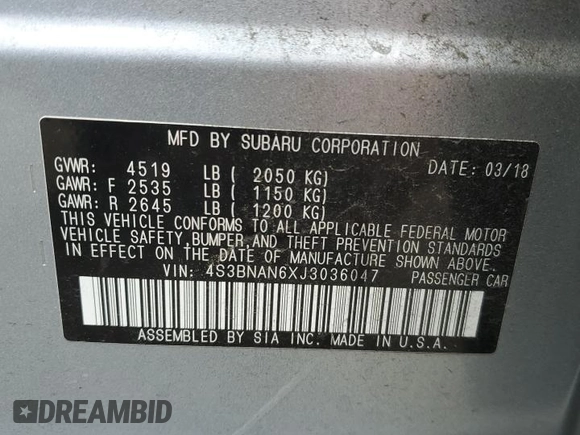 MFD BY SUBARU CORPORATION
GVWR: 4519 LB ( 2050 KG) DATE: 03/18
GAWR: F 2535 LB ( 1150 KG)
GAWR: R 2645 LB ( 1200 KG)
THIS VEHICLE CONFORMS TO ALL APPLICABLE FEDERAL MOTOR
VEHICLE SAFETY,BUMPER AND THEFT PREVENTION STANDARDS
IN EFFECT ON THE DATE OF MANUFACTURE SHOWN ABOVE.
VIN: 4S3BNAN6XJ3036047 PASSENGER CAR
ASSEMBLED BY SIA INC. MADE IN U.S.A.
DREAMBID